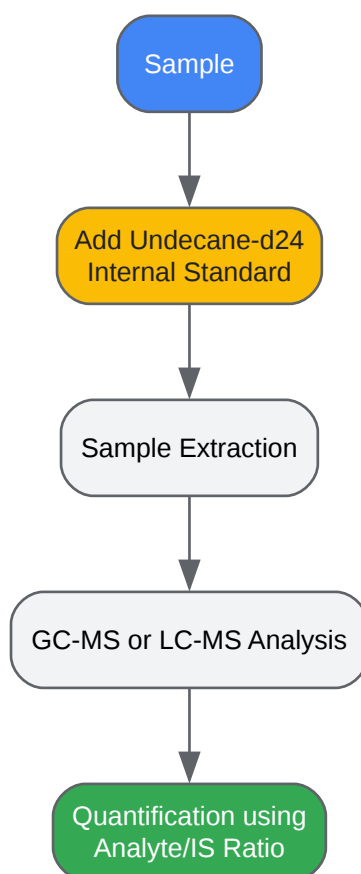 Sample
Add Undecane-d24
Internal Standard
Sample Extraction
GC-MS or LC-MS Analysis
Quantification using
Analyte/IS Ratio